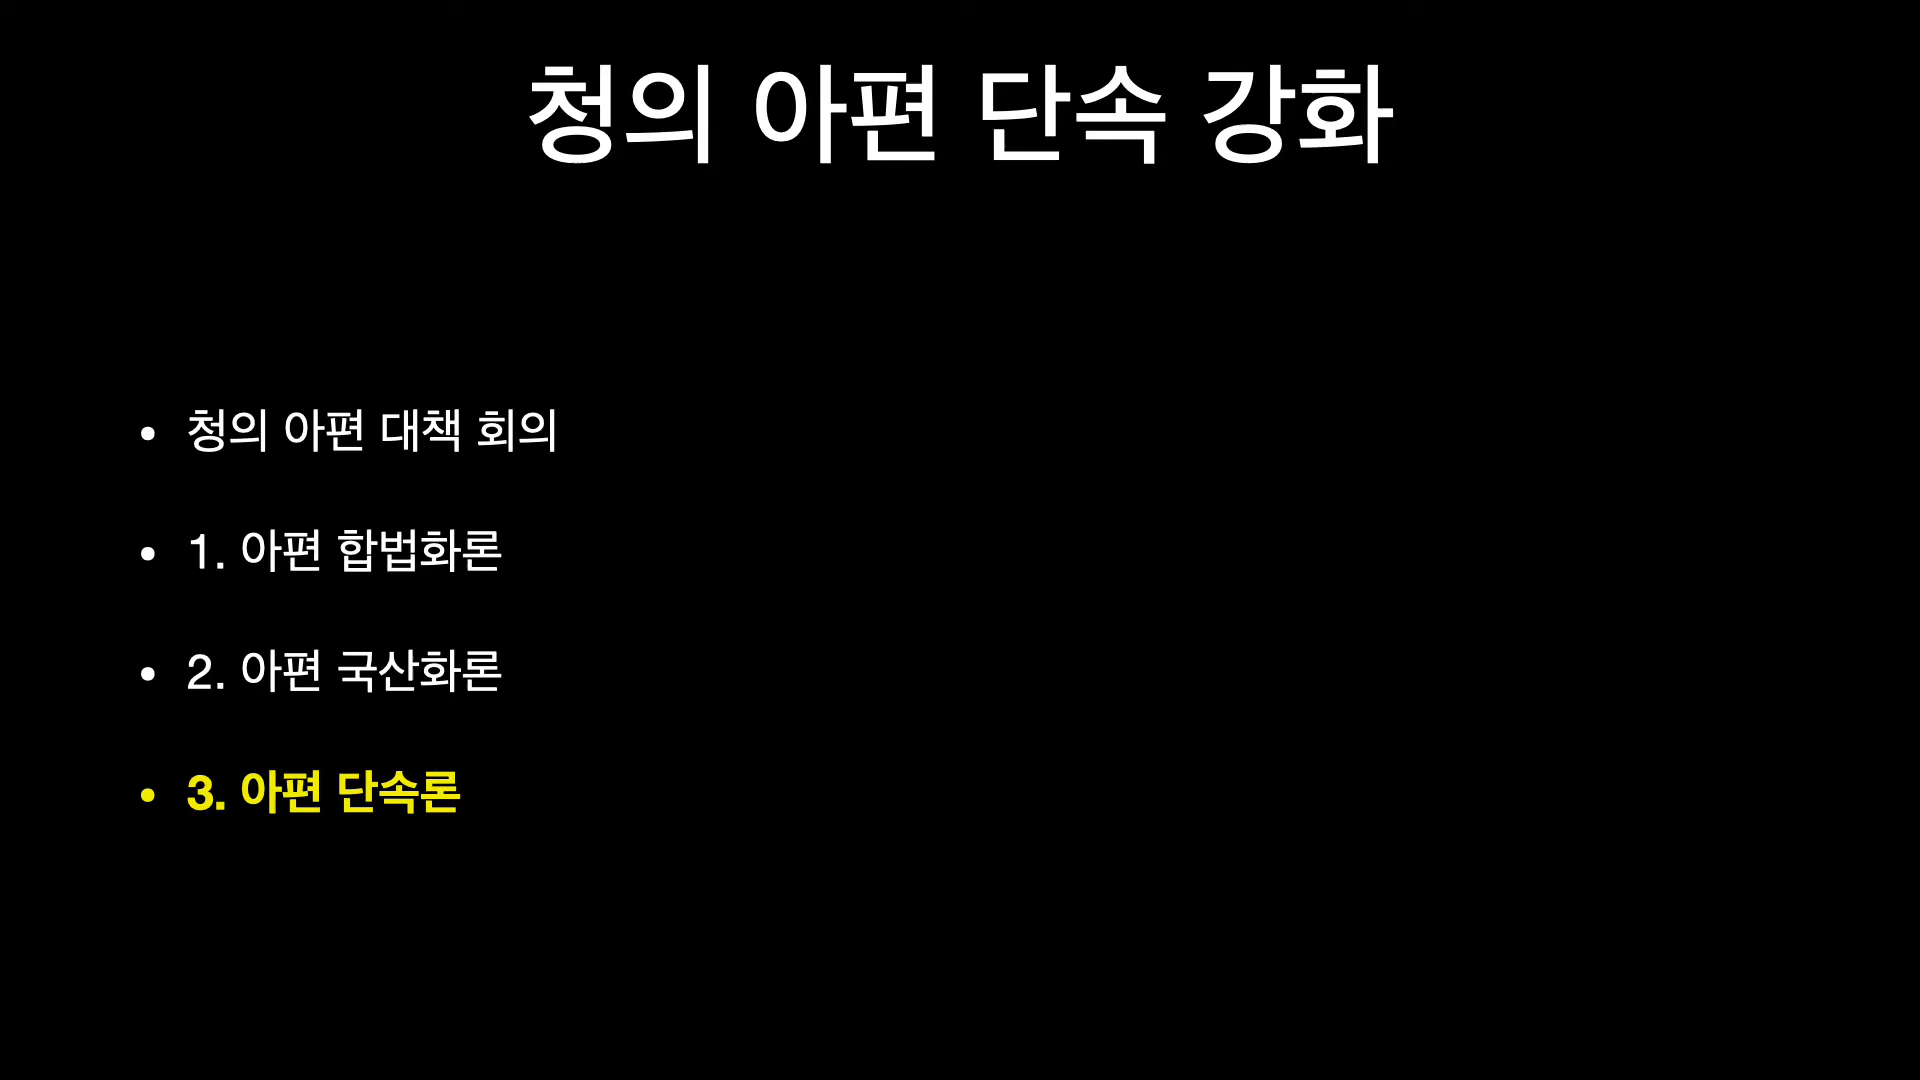 청의 아편 단속 강화
• 청의 아편 대책 회의
• 1. 아편 합법화론
• 2. 아편 국산화론
• 3. 아편 단속론